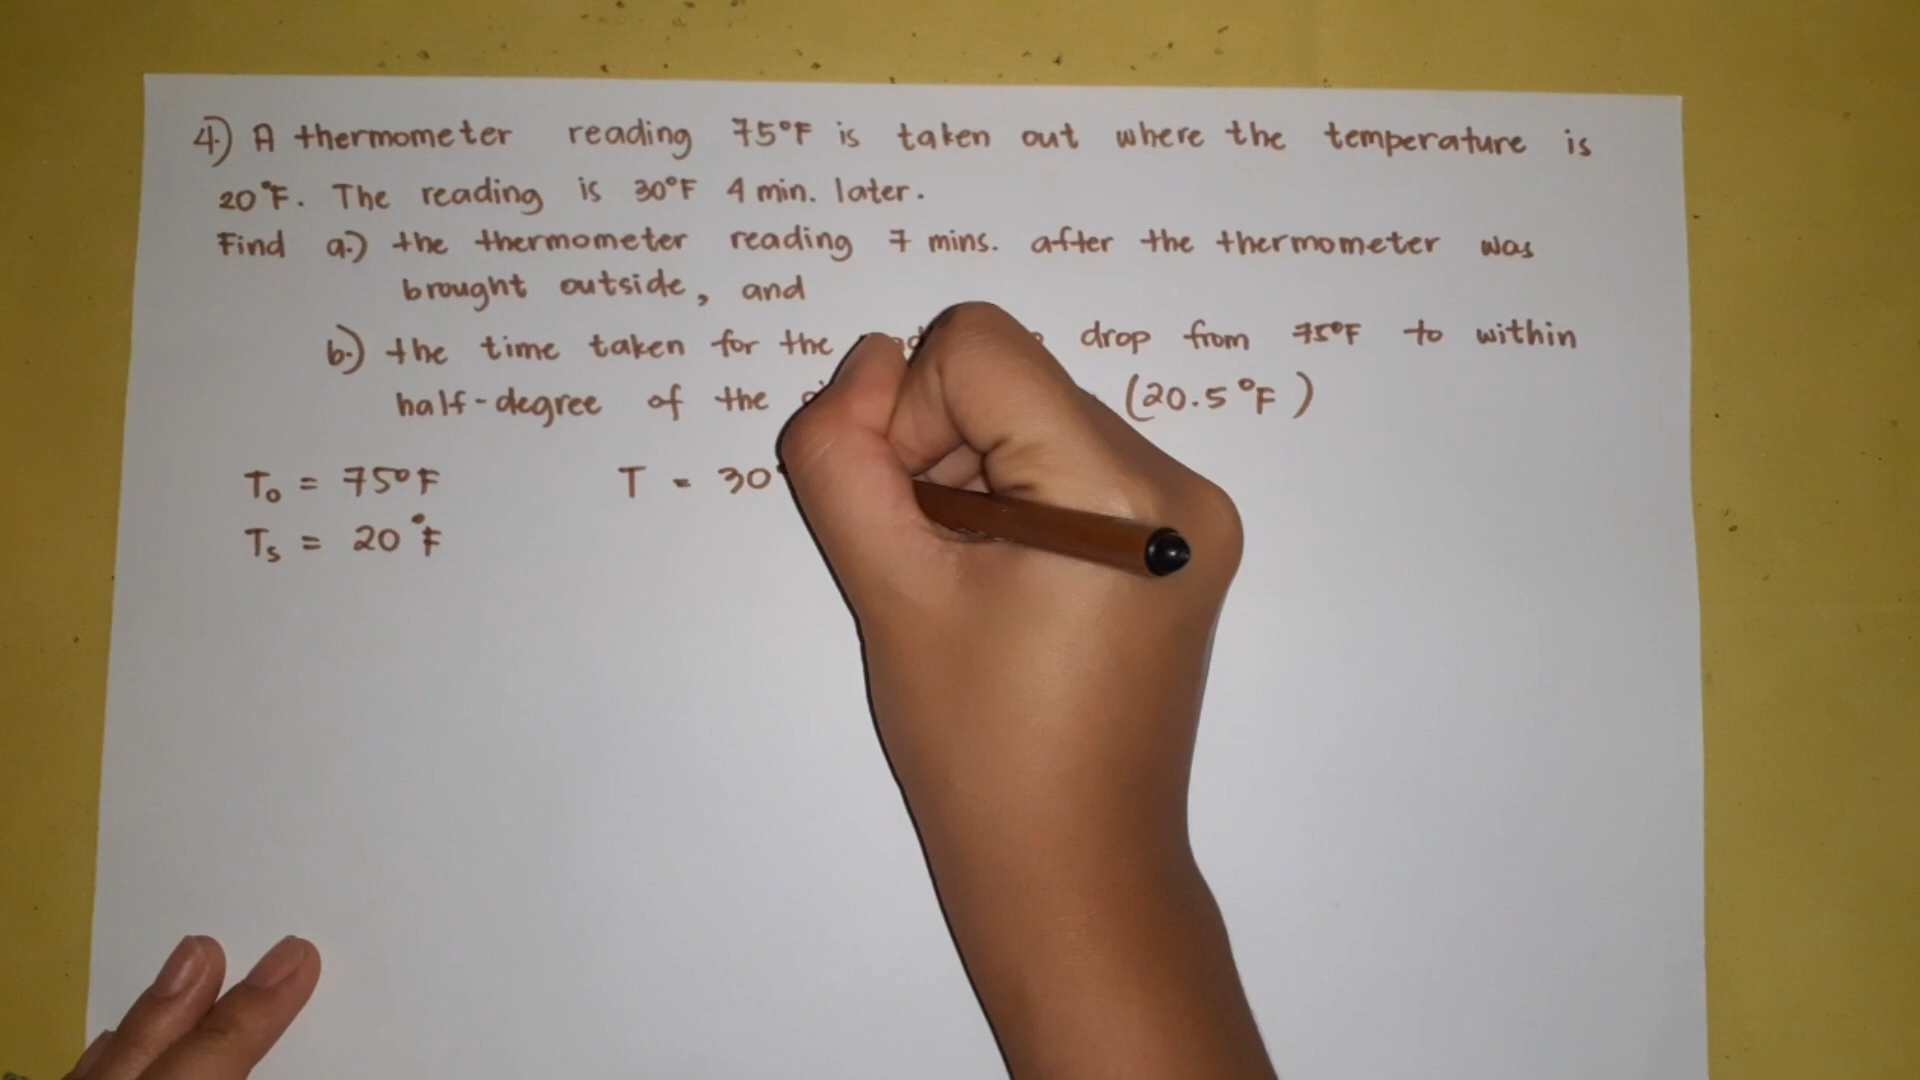 4.) A thermometer reading 75°F is taken out where the temperature is
20°F. The reading is 30°F 4 min. later.
Find a.) the thermometer reading 7 mins. after the thermometer was
brought outside, and
b.) the time taken for the drop from 75°F to within
half-degree of the (20.5°F)
T₀ = 75°F T = 30°
Tₛ = 20°F